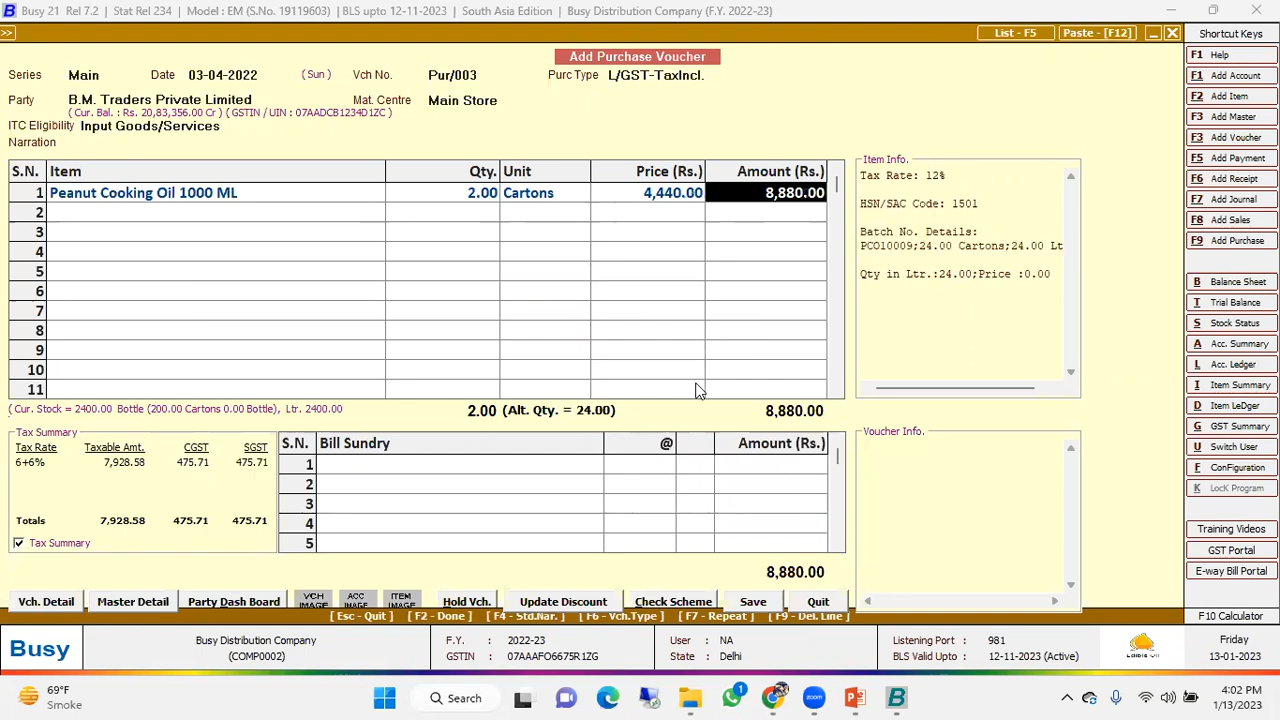 Busy 21 Rel 7.2 | Stat Rel 234 | Model : EM (S.No. 19119603) |BLS upto 12-11-2023 | South Asia Edition | Busy Distribution Company (F.Y. 2022-23)
>> List - F5 Paste - [F12]
Add Purchase Voucher
Series Main Date 03-04-2022 ( Sun ) Vch No. Pur/003 Purc Type L/GST-TaxIncl.
Party B.M. Traders Private Limited Mat. Centre Main Store
( Cur. Bal. : Rs. 20,83,356.00 Cr ) ( GSTIN / UIN : 07AADCB1234D1ZC )
ITC Eligibility Input Goods/Services
Narration
S.N. Item Qty. Unit Price (Rs.) Amount (Rs.)
1 Peanut Cooking Oil 1000 ML 2.00 Cartons 4,440.00 8,880.00
2
3
4
5
6
7
8
9
10
11
( Cur. Stock = 2400.00 Bottle (200.00 Cartons 0.00 Bottle), Ltr. 2400.00 2.00 (Alt. Qty. = 24.00) 8,880.00
Item Info.
Tax Rate: 12%
HSN/SAC Code: 1501
Batch No. Details:
PCO10009;24.00 Cartons;24.00 Lt
Qty in Ltr.:24.00;Price :0.00
Tax Summary
Tax Rate Taxable Amt. CGST SGST
6+6% 7,928.58 475.71 475.71
Totals 7,928.58 475.71 475.71
Tax Summary
S.N. Bill Sundry @ Amount (Rs.)
1
2
3
4
5
8,880.00
Voucher Info.
Vch. Detail Master Detail Party Dash Board VCH IMAGE ACC IMAGE ITEM IMAGE Hold Vch. Update Discount Check Scheme Save Quit
[ Esc - Quit ] [ F2 - Done ] [ F4 - Std.Nar. ] [ F6 - Vch.Type ] [ F7 - Repeat ] [ F9 - Del. Line ]
Shortcut Keys
F1 Help
F1 Add Account
F2 Add Item
F3 Add Master
F3 Add Voucher
F5 Add Payment
F6 Add Receipt
F7 Add Journal
F8 Add Sales
F9 Add Purchase
B Balance Sheet
T Trial Balance
S Stock Status
A Acc. Summary
L Acc. Ledger
I Item Summary
D Item LeDger
G GST Summary
U Switch User
F ConFiguration
K LocK Program
Training Videos
GST Portal
E-way Bill Portal
F10 Calculator
Busy
Busy Distribution Company
(COMP0002)
F.Y. : 2022-23
GSTIN : 07AAAFO6675R1ZG
User : NA
State : Delhi
Listening Port : 981
BLS Valid Upto : 12-11-2023 (Active)
Edible Oil
Friday
13-01-2023
69°F
Smoke
Search
1
zoom
4:02 PM
1/13/2023